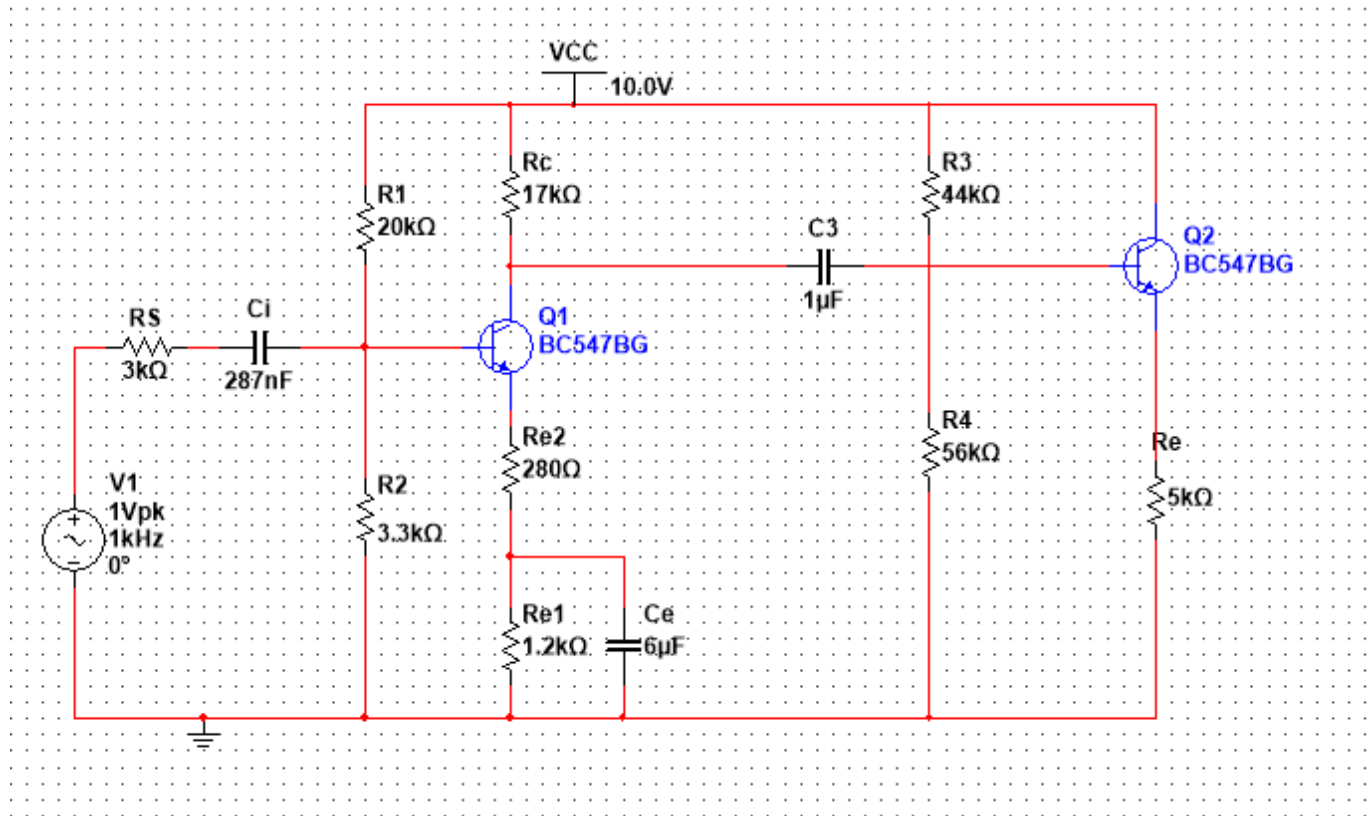 VCC
10.0V
Rc
17kΩ
R3
44kΩ
R1
20kΩ
C3
1µF
Q2
BC547BG
RS
3kΩ
Ci
287nF
Q1
BC547BG
Re2
280Ω
R4
56kΩ
Re
5kΩ
V1
1Vpk
1kHz
0°
R2
3.3kΩ
Re1
1.2kΩ
Ce
6µF